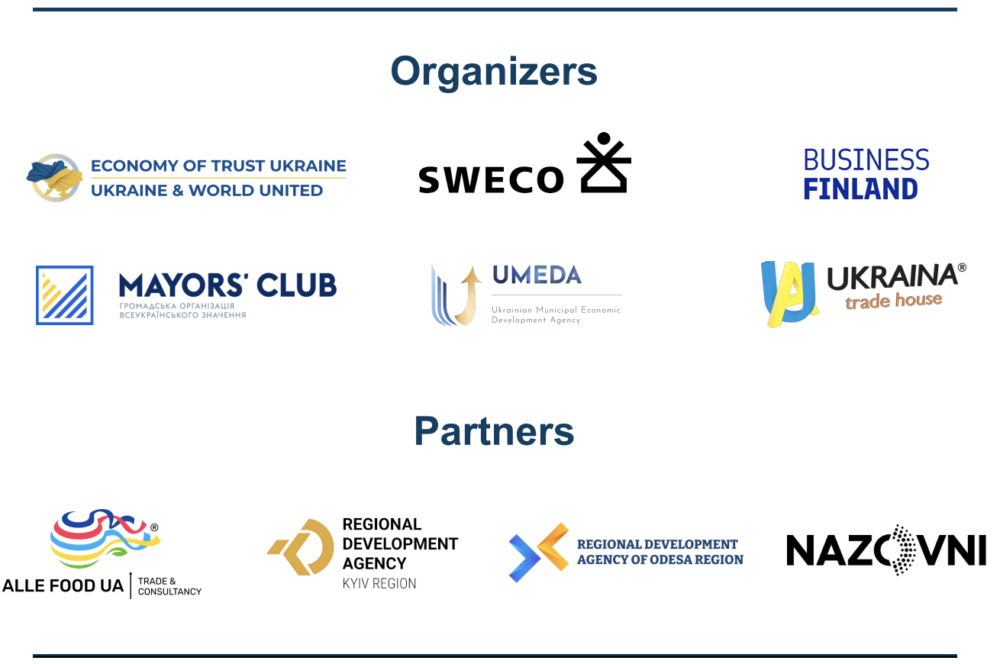 Organizers
ECONOMY OF TRUST UKRAINE
UKRAINE & WORLD UNITED
SWECO
BUSINESS
FINLAND
MAYORS' CLUB
ГРОМАДСЬКА ОРГАНІЗАЦІЯ
ВСЕУКРАЇНСЬКОГО ЗНАЧЕННЯ
UMEDA
Ukrainian Municipal Economic
Development Agency
UA
UKRAINA®
trade house
Partners
®
ALLE FOOD UA
TRADE &
CONSULTANCY
REGIONAL
DEVELOPMENT
AGENCY
KYIV REGION
REGIONAL DEVELOPMENT
AGENCY OF ODESA REGION
NAZOVNI